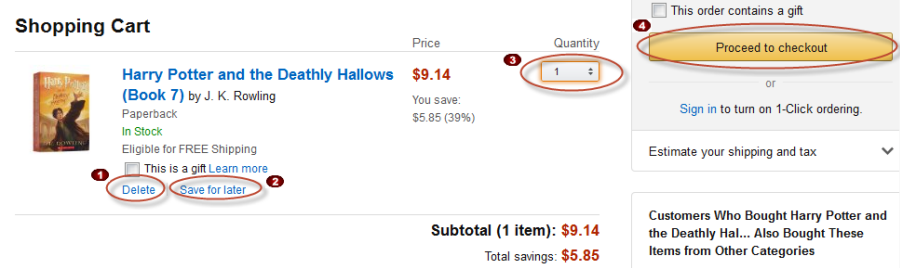 Shopping Cart
Price
Quantity
3
Harry Potter and the Deathly Hallows
(Book 7) by J. K. Rowling
$9.14
1
Paperback
You save:
$5.85 (39%)
In Stock
Eligible for FREE Shipping
This is a gift Learn more
1
2
Delete
Save for later
Subtotal (1 item): $9.14
Total savings: $5.85
This order contains a gift
4
Proceed to checkout
or
Sign in to turn on 1-Click ordering.
Estimate your shipping and tax
Customers Who Bought Harry Potter and
the Deathly Hal... Also Bought These
Items from Other Categories